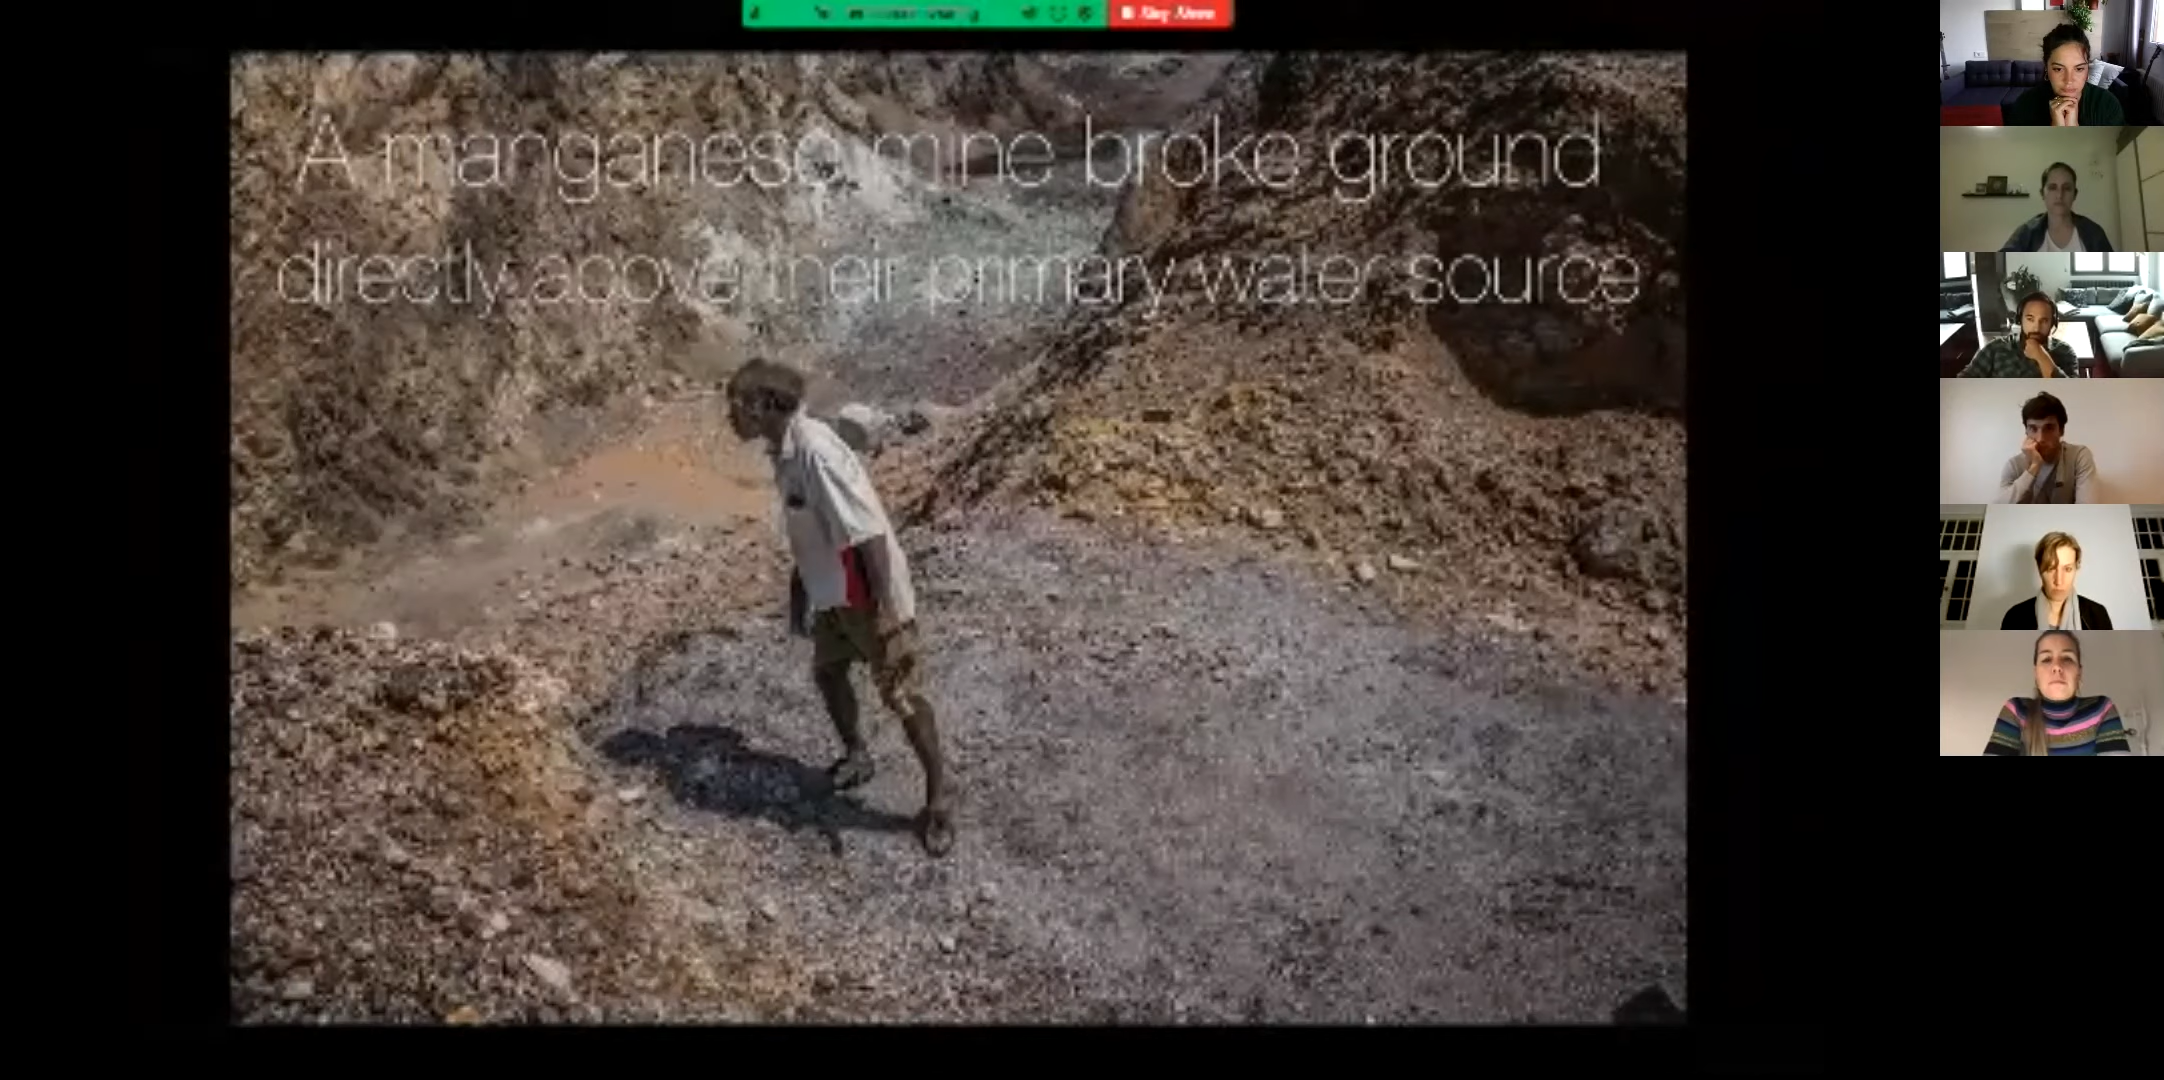 A manganese mine broke ground
directly above their primary water source